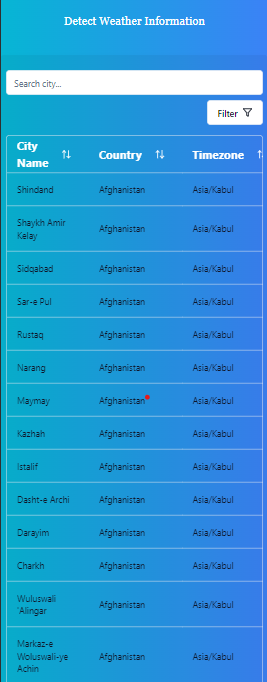 Detect Weather Information
Search city...
Filter
City Name Country Timezone
Shindand Afghanistan Asia/Kabul
Shaykh Amir Kelay Afghanistan Asia/Kabul
Sidqabad Afghanistan Asia/Kabul
Sar-e Pul Afghanistan Asia/Kabul
Rustaq Afghanistan Asia/Kabul
Narang Afghanistan Asia/Kabul
Maymay Afghanistan Asia/Kabul
Kazhah Afghanistan Asia/Kabul
Istalif Afghanistan Asia/Kabul
Dasht-e Archi Afghanistan Asia/Kabul
Darayim Afghanistan Asia/Kabul
Charkh Afghanistan Asia/Kabul
Wuluswali 'Alingar Afghanistan Asia/Kabul
Markaz-e Woluswali-ye Achin Afghanistan Asia/Kabul